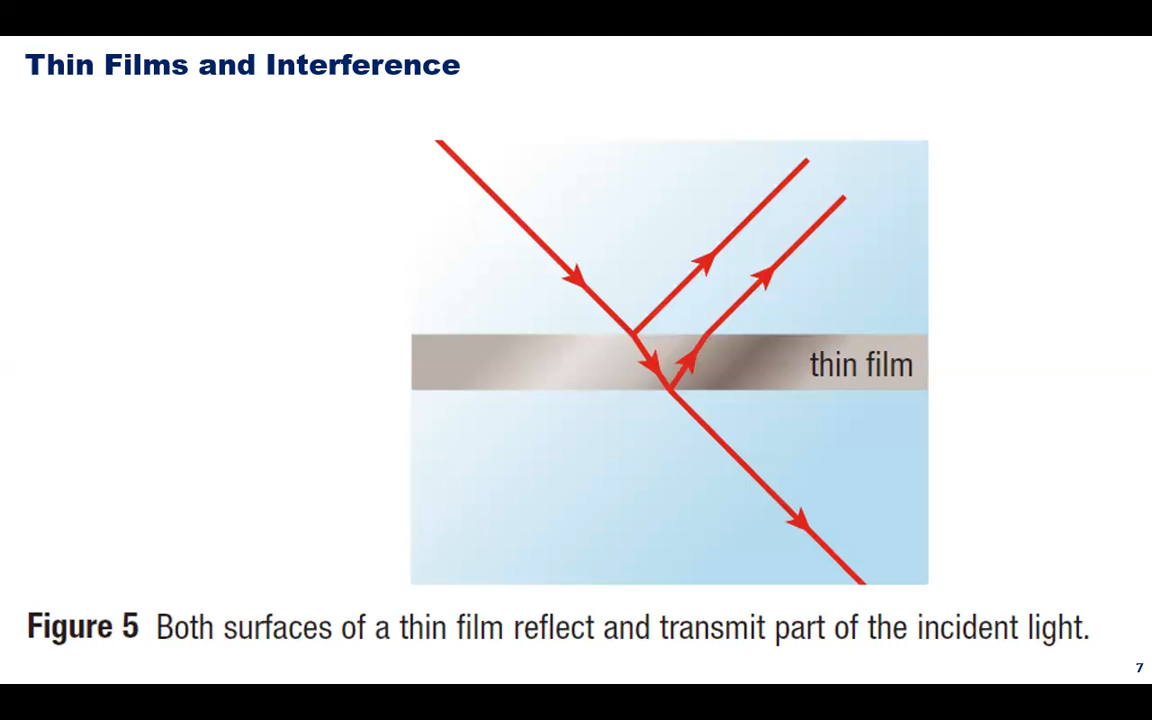 Thin Films and Interference
thin film
Figure 5 Both surfaces of a thin film reflect and transmit part of the incident light.
7